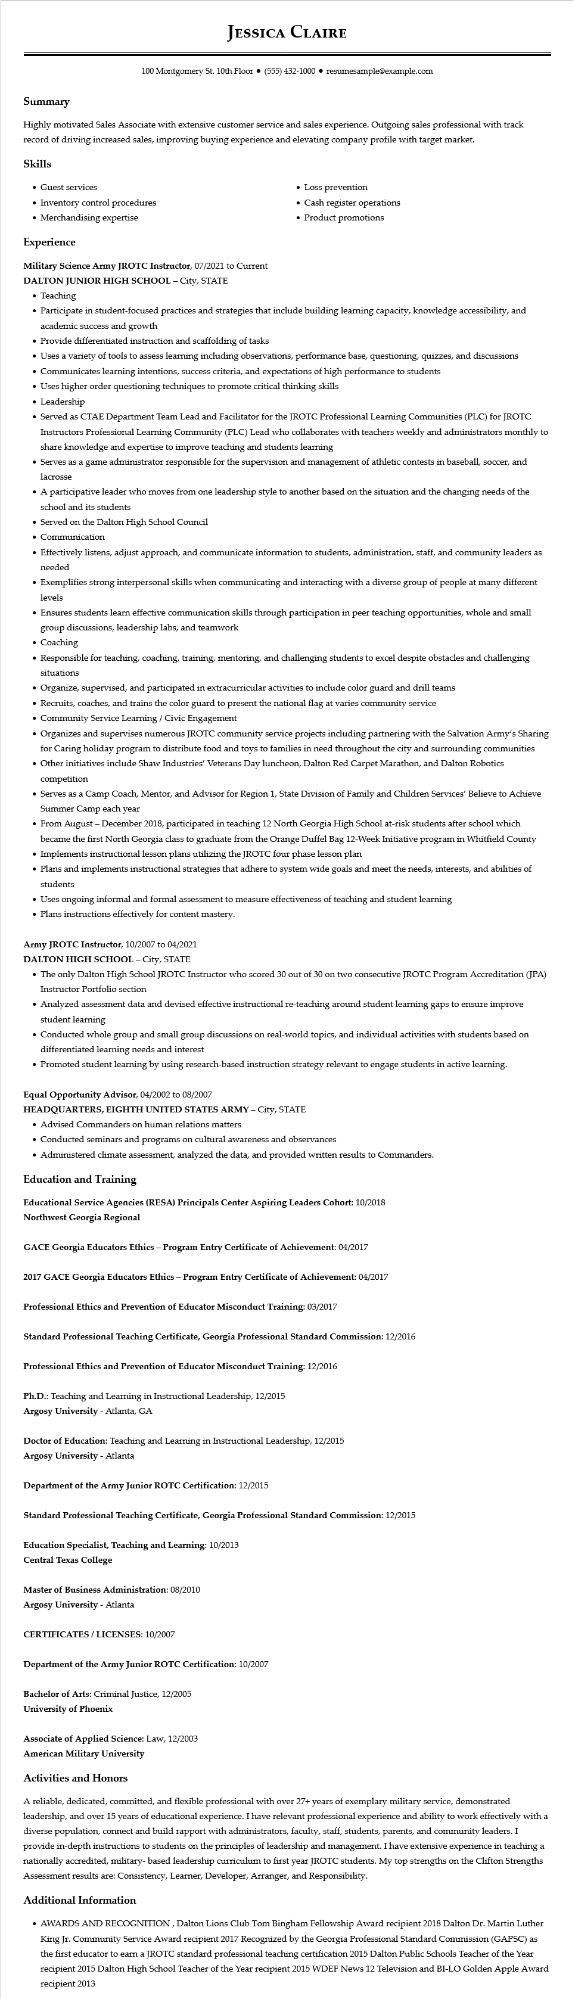 Jessica Claire
100 Montgomery St. 10th Floor ● (555) 432-1000 ● resumesample@example.com
Summary
Highly motivated Sales Associate with extensive customer service and sales experience. Outgoing sales professional with track
record of driving increased sales, improving buying experience and elevating company profile with target market.
Skills
• Guest services
• Inventory control procedures
• Merchandising expertise
• Loss prevention
• Cash register operations
• Product promotions
Experience
Military Science Army JROTC Instructor, 07/2021 to Current
DALTON JUNIOR HIGH SCHOOL – City, STATE
• Teaching
• Participate in student-focused practices and strategies that include building learning capacity, knowledge accessibility, and
academic success and growth
• Provide differentiated instruction and scaffolding of tasks
• Uses a variety of tools to assess learning including observations, performance base, questioning, quizzes, and discussions
• Communicates learning intentions, success criteria, and expectations of high performance to students
• Uses higher order questioning techniques to promote critical thinking skills
• Leadership
• Served as CTAE Department Team Lead and Facilitator for the JROTC Professional Learning Communities (PLC) for JROTC
Instructors Professional Learning Community (PLC) Lead who collaborates with teachers weekly and administrators monthly to
share knowledge and expertise to improve teaching and students learning
• Serves as a game administrator responsible for the supervision and management of athletic contests in baseball, soccer, and
lacrosse
• A participative leader who moves from one leadership style to another based on the situation and the changing needs of the
school and its students
• Served on the Dalton High School Council
• Communication
• Effectively listens, adjust approach, and communicate information to students, administration, staff, and community leaders as
needed
• Exemplifies strong interpersonal skills when communicating and interacting with a diverse group of people at many different
levels
• Ensures students learn effective communication skills through participation in peer teaching opportunities, whole and small
group discussions, leadership labs, and teamwork
• Coaching
• Responsible for teaching, coaching, training, mentoring, and challenging students to excel despite obstacles and challenging
situations
• Organize, supervised, and participated in extracurricular activities to include color guard and drill teams
• Recruits, coaches, and trains the color guard to present the national flag at varies community service
• Community Service Learning / Civic Engagement
• Organizes and supervises numerous JROTC community service projects including partnering with the Salvation Army's Sharing
for Caring holiday program to distribute food and toys to families in need throughout the city and surrounding communities
• Other initiatives include Shaw Industries' Veterans Day luncheon, Dalton Red Carpet Marathon, and Dalton Robotics
competition
• Serves as a Camp Coach, Mentor, and Advisor for Region 1, State Division of Family and Children Services' Believe to Achieve
Summer Camp each year
• From August – December 2018, participated in teaching 12 North Georgia High School at-risk students after school which
became the first North Georgia class to graduate from the Orange Duffel Bag 12-Week Initiative program in Whitfield County
• Implements instructional lesson plans utilizing the JROTC four phase lesson plan
• Plans and implements instructional strategies that adhere to system wide goals and meet the needs, interests, and abilities of
students
• Uses ongoing informal and formal assessment to measure effectiveness of teaching and student learning
• Plans instructions effectively for content mastery.
Army JROTC Instructor, 10/2007 to 04/2021
DALTON HIGH SCHOOL – City, STATE
• The only Dalton High School JROTC Instructor who scored 30 out of 30 on two consecutive JROTC Program Accreditation (JPA)
Instructor Portfolio section
• Analyzed assessment data and devised effective instructional re-teaching around student learning gaps to ensure improve
student learning
• Conducted whole group and small group discussions on real-world topics, and individual activities with students based on
differentiated learning needs and interest
• Promoted student learning by using research-based instruction strategy relevant to engage students in active learning.
Equal Opportunity Advisor, 04/2002 to 08/2007
HEADQUARTERS, EIGHTH UNITED STATES ARMY – City, STATE
• Advised Commanders on human relations matters
• Conducted seminars and programs on cultural awareness and observances
• Administered climate assessment, analyzed the data, and provided written results to Commanders.
Education and Training
Educational Service Agencies (RESA) Principals Center Aspiring Leaders Cohort: 10/2018
Northwest Georgia Regional
GACE Georgia Educators Ethics – Program Entry Certificate of Achievement: 04/2017
2017 GACE Georgia Educators Ethics – Program Entry Certificate of Achievement: 04/2017
Professional Ethics and Prevention of Educator Misconduct Training: 03/2017
Standard Professional Teaching Certificate, Georgia Professional Standard Commission: 12/2016
Professional Ethics and Prevention of Educator Misconduct Training: 12/2016
Ph.D.: Teaching and Learning in Instructional Leadership, 12/2015
Argosy University - Atlanta, GA
Doctor of Education: Teaching and Learning in Instructional Leadership, 12/2015
Argosy University - Atlanta
Department of the Army Junior ROTC Certification: 12/2015
Standard Professional Teaching Certificate, Georgia Professional Standard Commission: 12/2015
Education Specialist, Teaching and Learning: 10/2013
Central Texas College
Master of Business Administration: 08/2010
Argosy University - Atlanta
CERTIFICATES / LICENSES: 10/2007
Department of the Army Junior ROTC Certification: 10/2007
Bachelor of Arts: Criminal Justice, 12/2005
University of Phoenix
Associate of Applied Science: Law, 12/2003
American Military University
Activities and Honors
A reliable, dedicated, committed, and flexible professional with over 27+ years of exemplary military service, demonstrated
leadership, and over 15 years of educational experience. I have relevant professional experience and ability to work effectively with a
diverse population, connect and build rapport with administrators, faculty, staff, students, parents, and community leaders. I
provide in-depth instructions to students on the principles of leadership and management. I have extensive experience in teaching a
nationally accredited, military- based leadership curriculum to first year JROTC students. My top strengths on the Clifton Strengths
Assessment results are: Consistency, Learner, Developer, Arranger, and Responsibility.
Additional Information
• AWARDS AND RECOGNITION , Dalton Lions Club Tom Bingham Fellowship Award recipient 2018 Dalton Dr. Martin Luther
King Jr. Community Service Award recipient 2017 Recognized by the Georgia Professional Standard Commission (GAPSC) as
the first educator to earn a JROTC standard professional teaching certification 2015 Dalton Public Schools Teacher of the Year
recipient 2015 Dalton High School Teacher of the Year recipient 2015 WDEF News 12 Television and BI-LO Golden Apple Award
recipient 2013